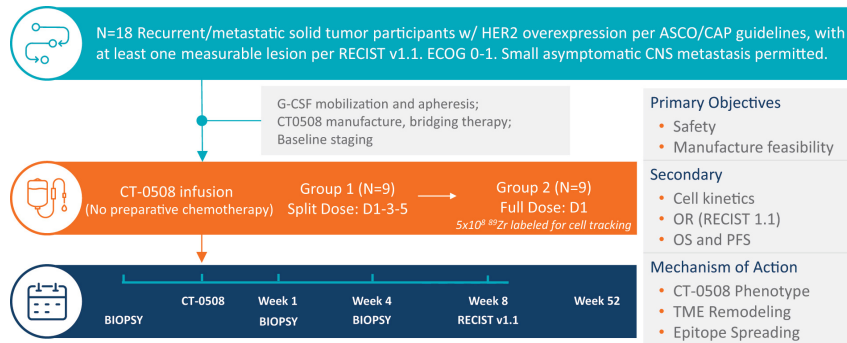 N=18 Recurrent/metastatic solid tumor participants w/ HER2 overexpression per ASCO/CAP guidelines, with
at least one measurable lesion per RECIST v1.1. ECOG 0-1. Small asymptomatic CNS metastasis permitted.
G-CSF mobilization and apheresis;
CT0508 manufacture, bridging therapy;
Baseline staging
CT-0508 infusion
(No preparative chemotherapy)
Group 1 (N=9)
Split Dose: D1-3-5
Group 2 (N=9)
Full Dose: D1
5x10⁸ ⁸⁹Zr labeled for cell tracking
BIOPSY
CT-0508
Week 1
BIOPSY
Week 4
BIOPSY
Week 8
RECIST v1.1
Week 52
Primary Objectives
• Safety
• Manufacture feasibility
Secondary
• Cell kinetics
• OR (RECIST 1.1)
• OS and PFS
Mechanism of Action
• CT-0508 Phenotype
• TME Remodeling
• Epitope Spreading